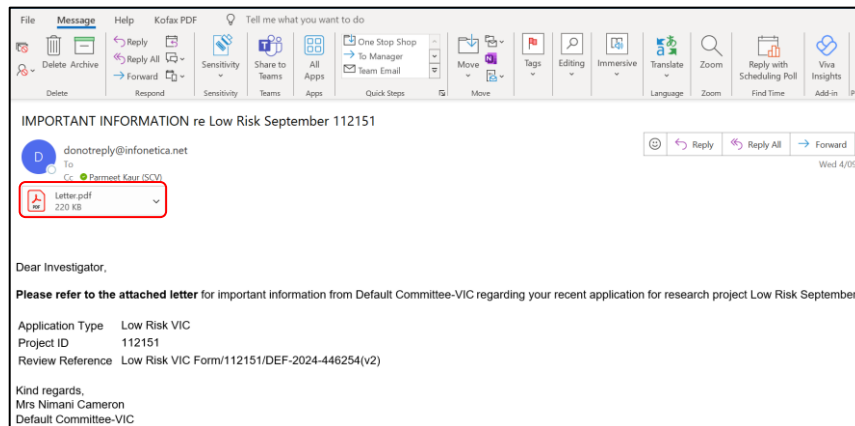 File Message Help Kofax PDF Tell me what you want to do
Delete Archive
Reply
Reply All
Forward
Sensitivity
Share to
Teams
All
Apps
One Stop Shop
To Manager
Team Email
Move
Tags
Editing
Immersive
Translate
Zoom
Reply with
Scheduling Poll
Viva
Insights
Delete Respond Sensitivity Teams Apps Quick Steps Move Language Zoom Find Time Add-in
IMPORTANT INFORMATION re Low Risk September 112151
D
donotreply@infonetica.net
To
Cc Parmeet Kaur (SCV)
Reply Reply All Forward
Wed 4/09
PDF
Letter.pdf
220 KB
Dear Investigator,
Please refer to the attached letter for important information from Default Committee-VIC regarding your recent application for research project Low Risk September
Application Type Low Risk VIC
Project ID 112151
Review Reference Low Risk VIC Form/112151/DEF-2024-446254(v2)
Kind regards,
Mrs Nimani Cameron
Default Committee-VIC